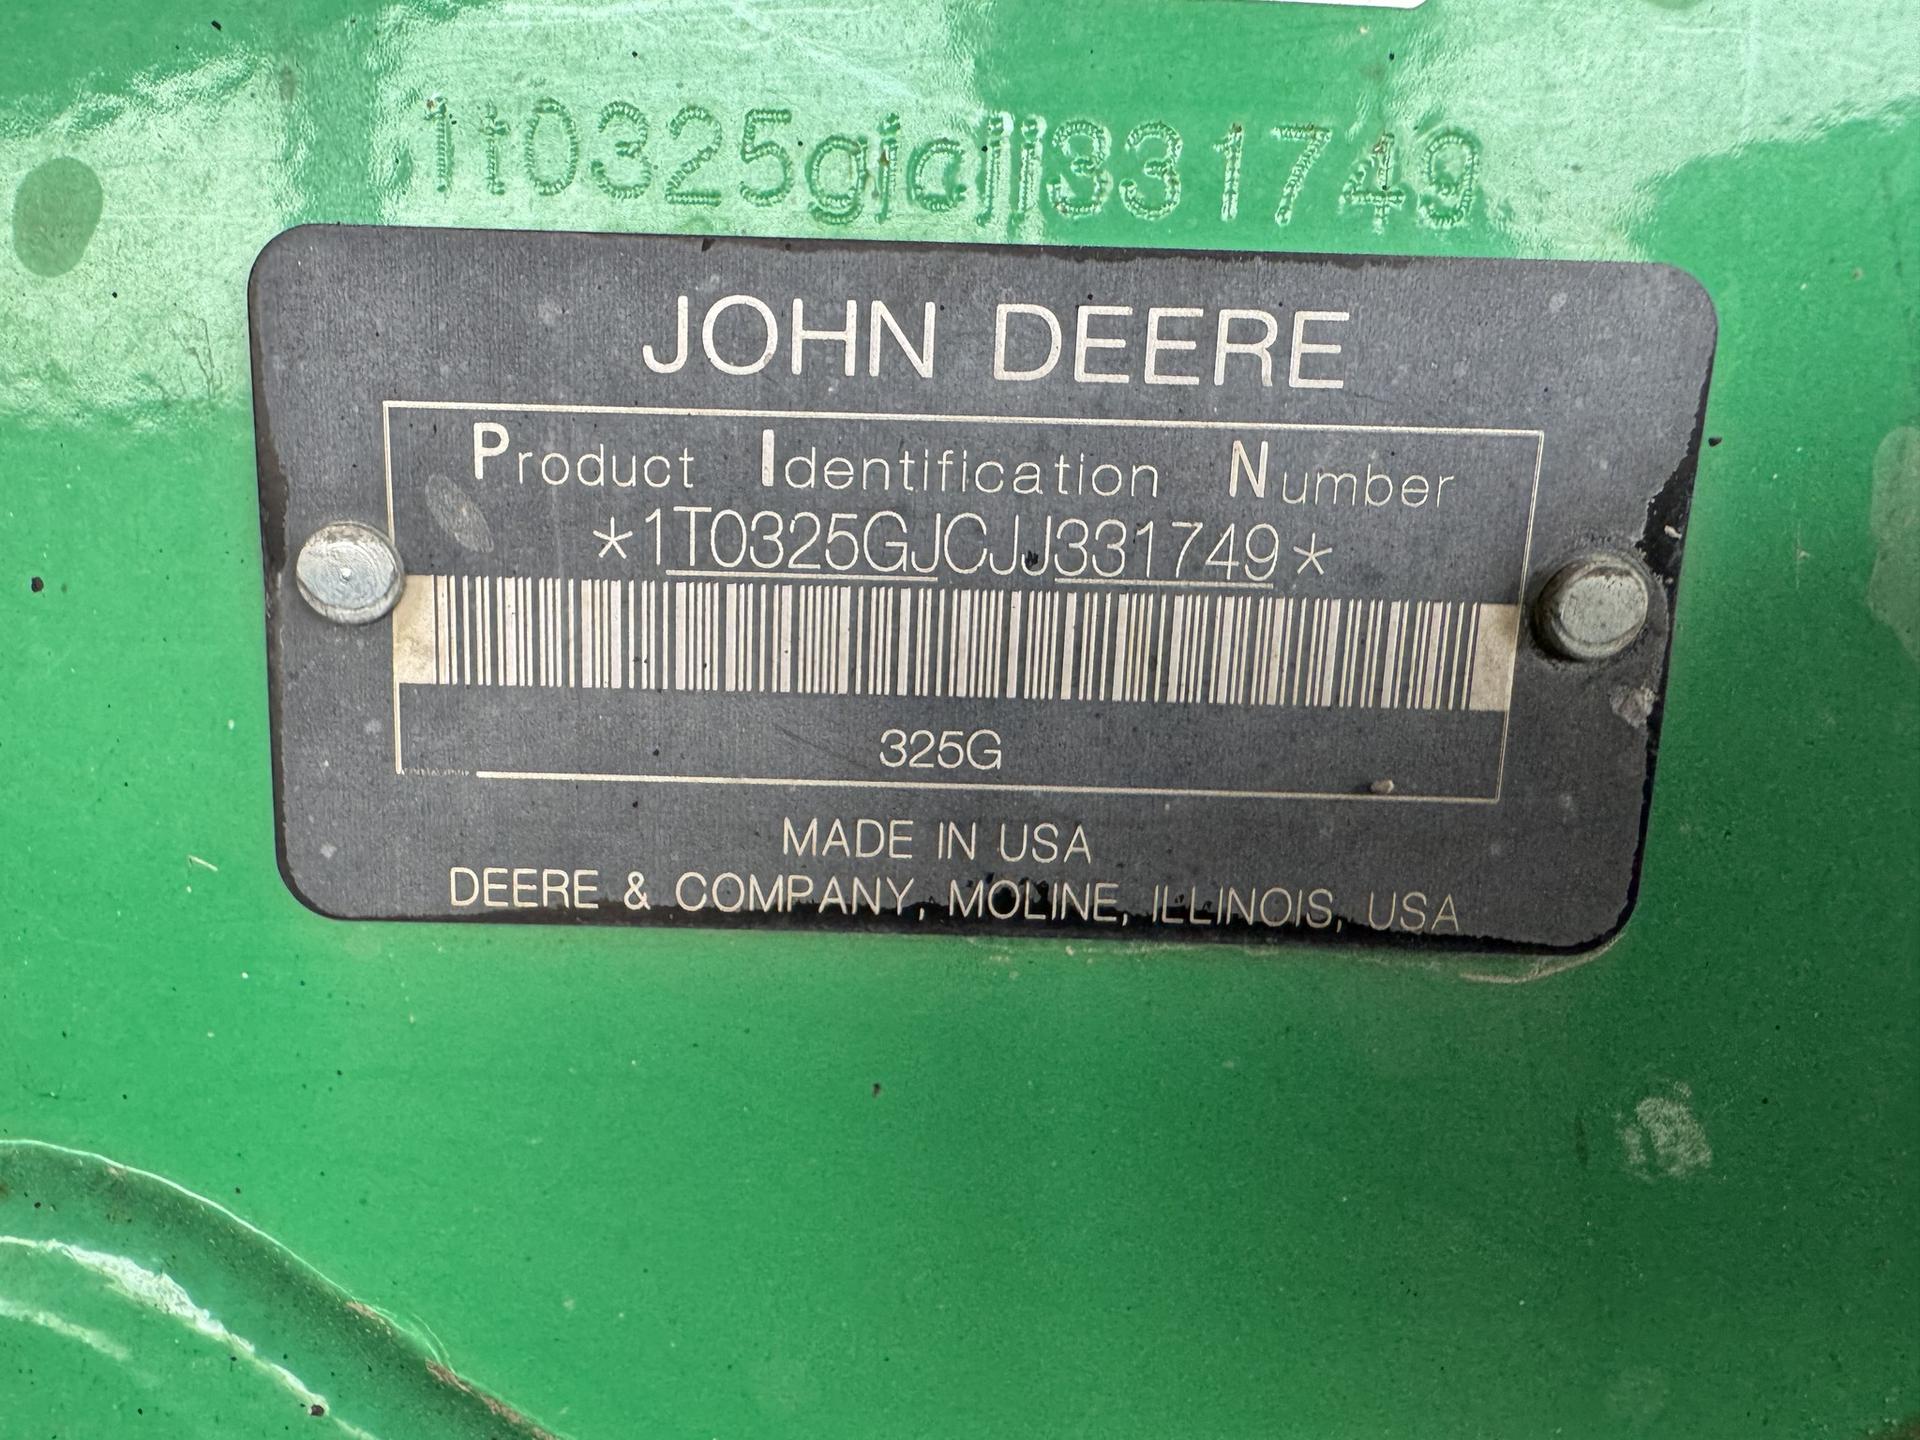 1t0325gjcjj331749
JOHN DEERE
Product Identification Number
*1T0325GJCJJ331749*
325G
MADE IN USA
DEERE & COMPANY, MOLINE, ILLINOIS, USA